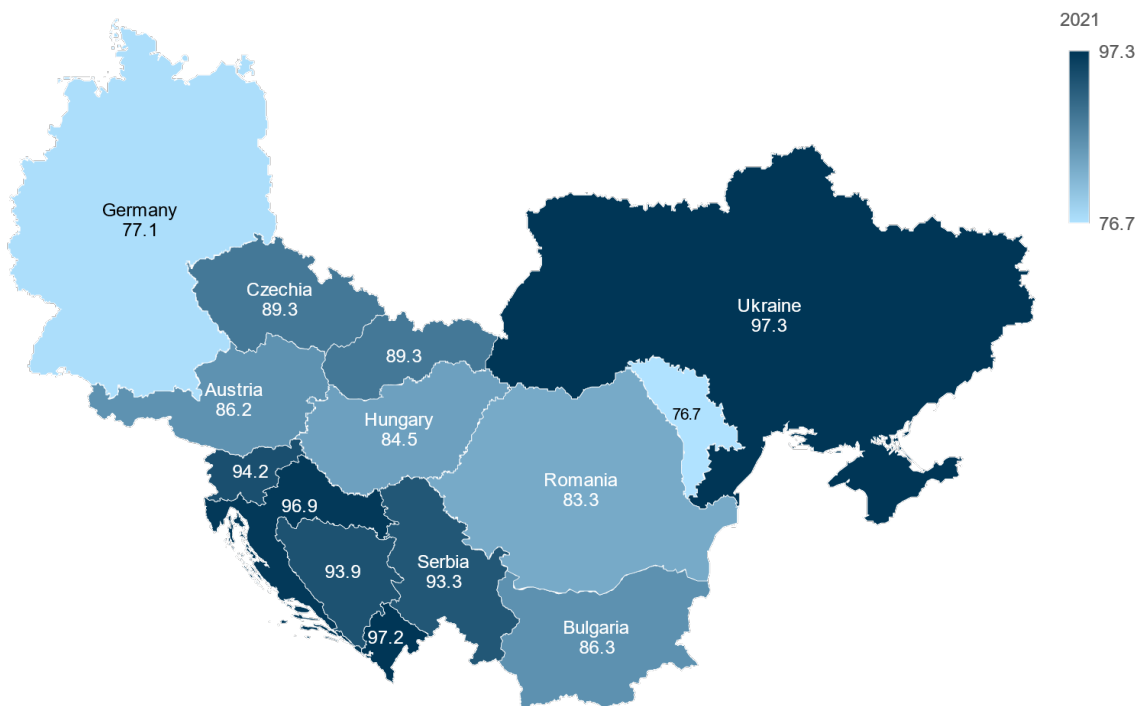 2021
97.3
76.7
Germany
77.1
Czechia
89.3
Ukraine
97.3
89.3
Austria
86.2
Hungary
84.5
76.7
94.2
Romania
83.3
96.9
93.9
Serbia
93.3
97.2
Bulgaria
86.3